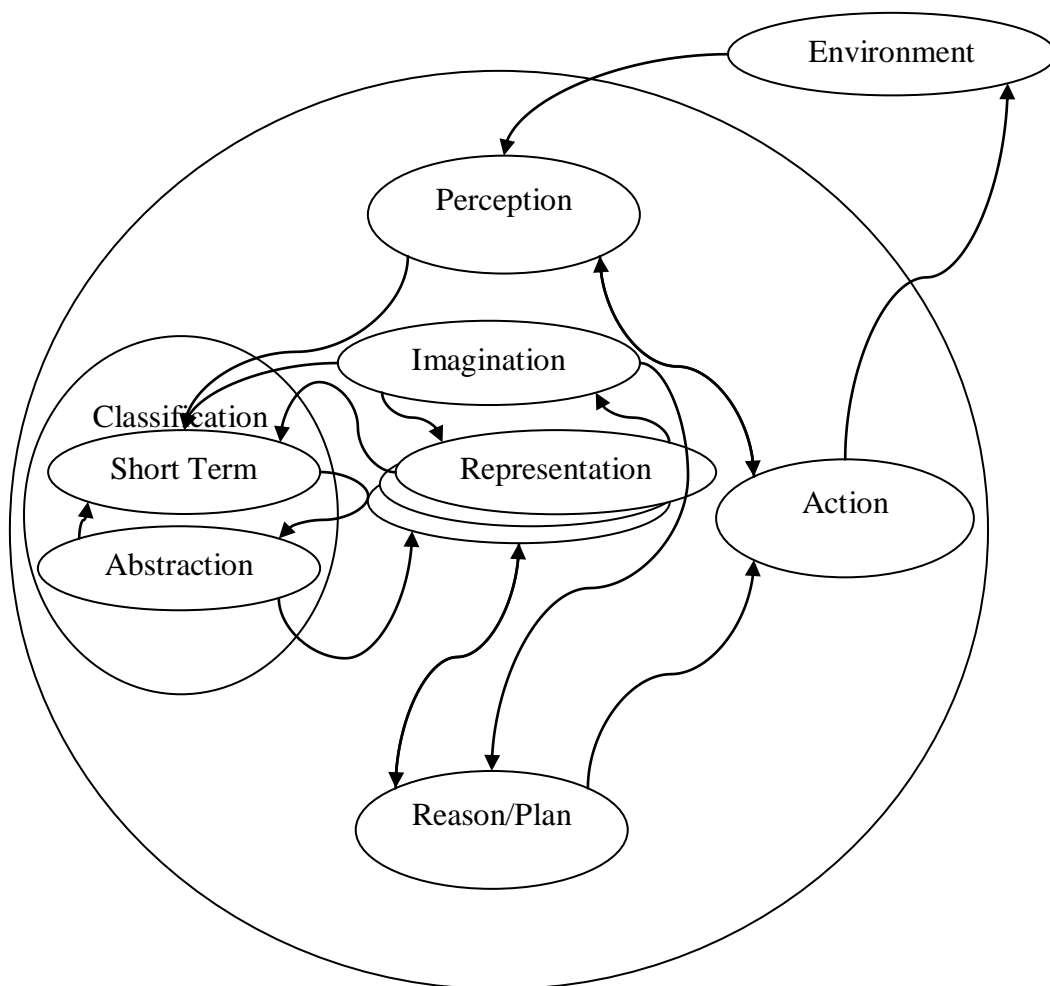 Environment
Perception
Imagination
Classification
Short Term
Representation
Action
Abstraction
Reason/Plan